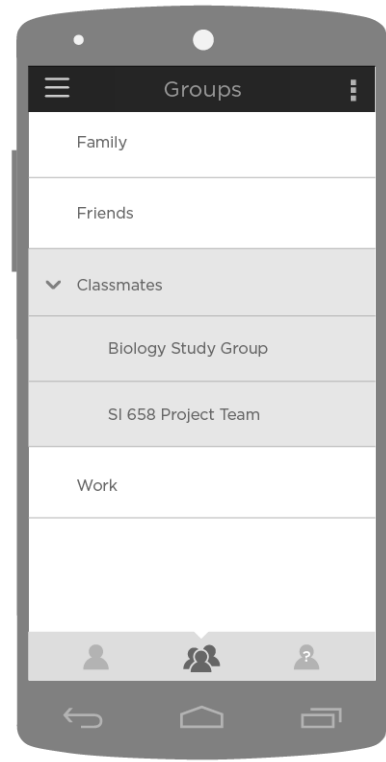 Groups
Family
Friends
Classmates
Biology Study Group
SI 658 Project Team
Work
?